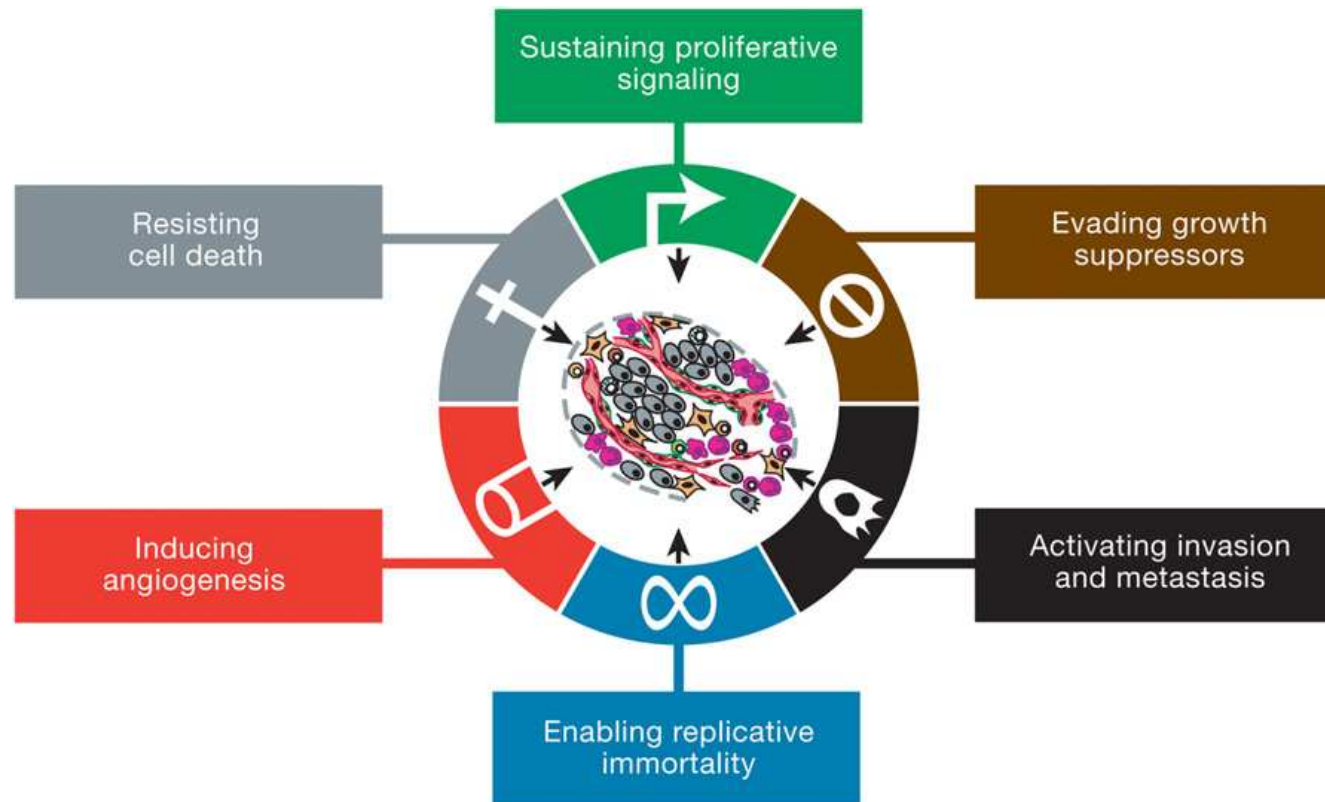 Sustaining proliferative
signaling
Resisting
cell death
Evading growth
suppressors
Inducing
angiogenesis
Activating invasion
and metastasis
Enabling replicative
immortality